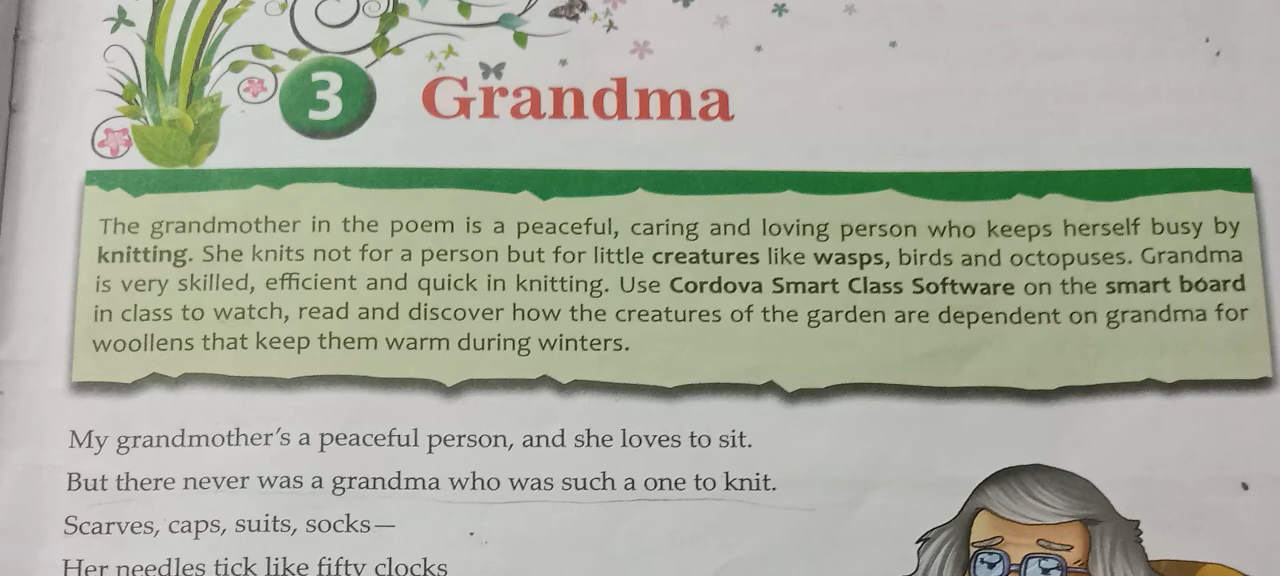 3 Grandma
The grandmother in the poem is a peaceful, caring and loving person who keeps herself busy by
knitting. She knits not for a person but for little creatures like wasps, birds and octopuses. Grandma
is very skilled, efficient and quick in knitting. Use Cordova Smart Class Software on the smart board
in class to watch, read and discover how the creatures of the garden are dependent on grandma for
woollens that keep them warm during winters.
My grandmother's a peaceful person, and she loves to sit.
But there never was a grandma who was such a one to knit.
Scarves, caps, suits, socks—
Her needles tick like fifty clocks